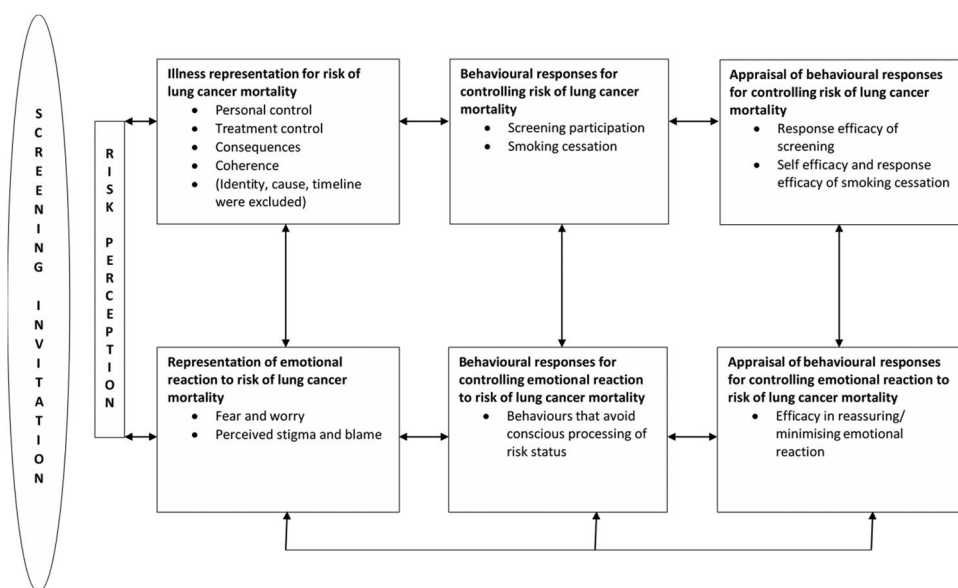 SCREENING INVITATION
RISK PERCEPTION
Illness representation for risk of
lung cancer mortality
• Personal control
• Treatment control
• Consequences
• Coherence
• (Identity, cause, timeline
were excluded)
Behavioural responses for
controlling risk of lung cancer
mortality
• Screening participation
• Smoking cessation
Appraisal of behavioural responses
for controlling risk of lung cancer
mortality
• Response efficacy of
screening
• Self efficacy and response
efficacy of smoking cessation
Representation of emotional
reaction to risk of lung cancer
mortality
• Fear and worry
• Perceived stigma and blame
Behavioural responses for
controlling emotional reaction
to risk of lung cancer mortality
• Behaviours that avoid
conscious processing of
risk status
Appraisal of behavioural responses
for controlling emotional reaction to
risk of lung cancer mortality
• Efficacy in reassuring/
minimising emotional
reaction